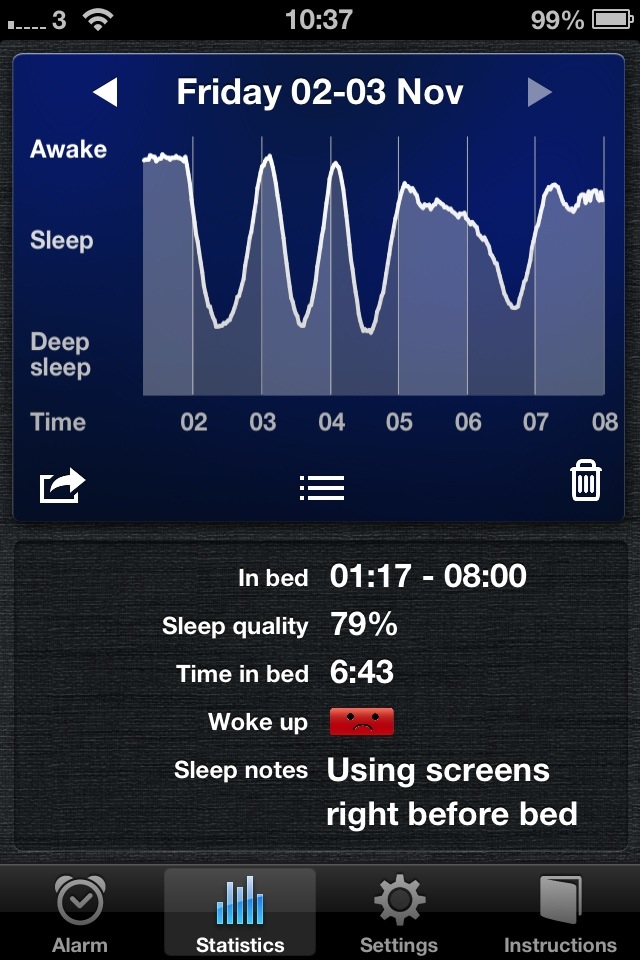 3 10:37 99%
Friday 02-03 Nov
Awake
Sleep
Deep
sleep
Time 02 03 04 05 06 07 08
In bed 01:17 - 08:00
Sleep quality 79%
Time in bed 6:43
Woke up
Sleep notes Using screens
right before bed
Alarm Statistics Settings Instructions